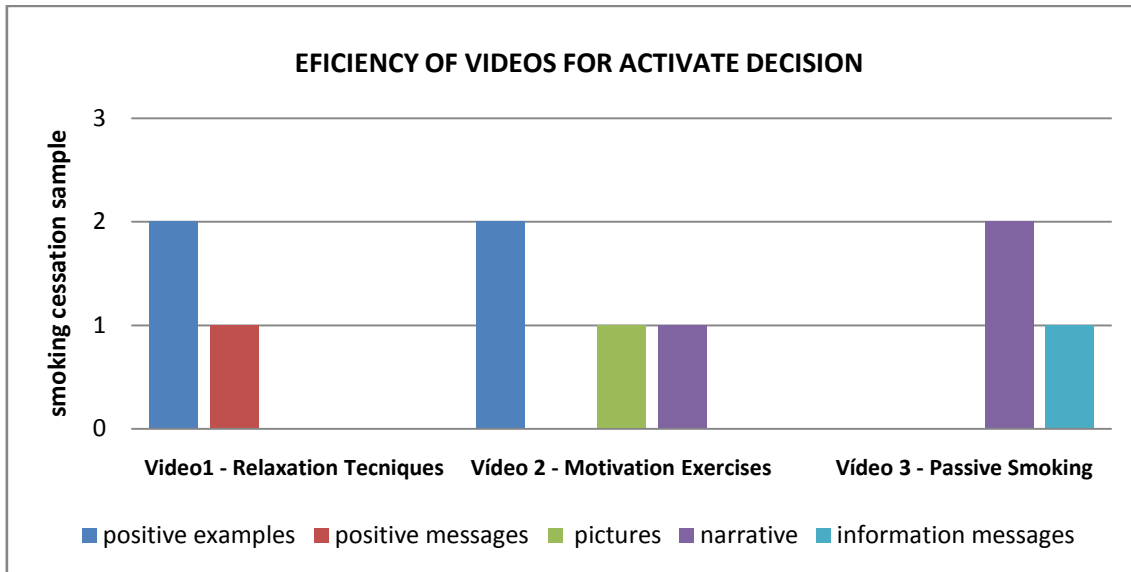 EFICIENCY OF VIDEOS FOR ACTIVATE DECISION
smoking cessation sample
3
2
1
0
Video1 - Relaxation Tecniques
Vídeo 2 - Motivation Exercises
Vídeo 3 - Passive Smoking
positive examples
positive messages
pictures
narrative
information messages